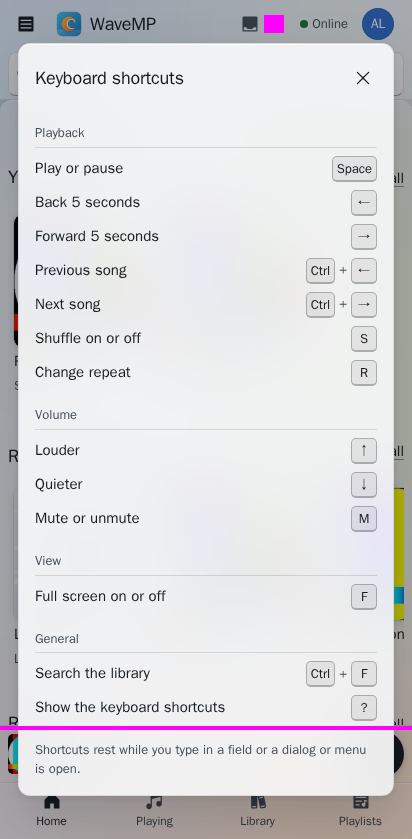 WaveMP
Online
AL
Keyboard shortcuts
Playback
Play or pause Space
Back 5 seconds ←
Forward 5 seconds →
Previous song Ctrl + ←
Next song Ctrl + →
Shuffle on or off S
Change repeat R
Volume
Louder ↑
Quieter ↓
Mute or unmute M
View
Full screen on or off F
General
Search the library Ctrl + F
Show the keyboard shortcuts ?
Shortcuts rest while you type in a field or a dialog or menu
is open.
Home Playing Library Playlists